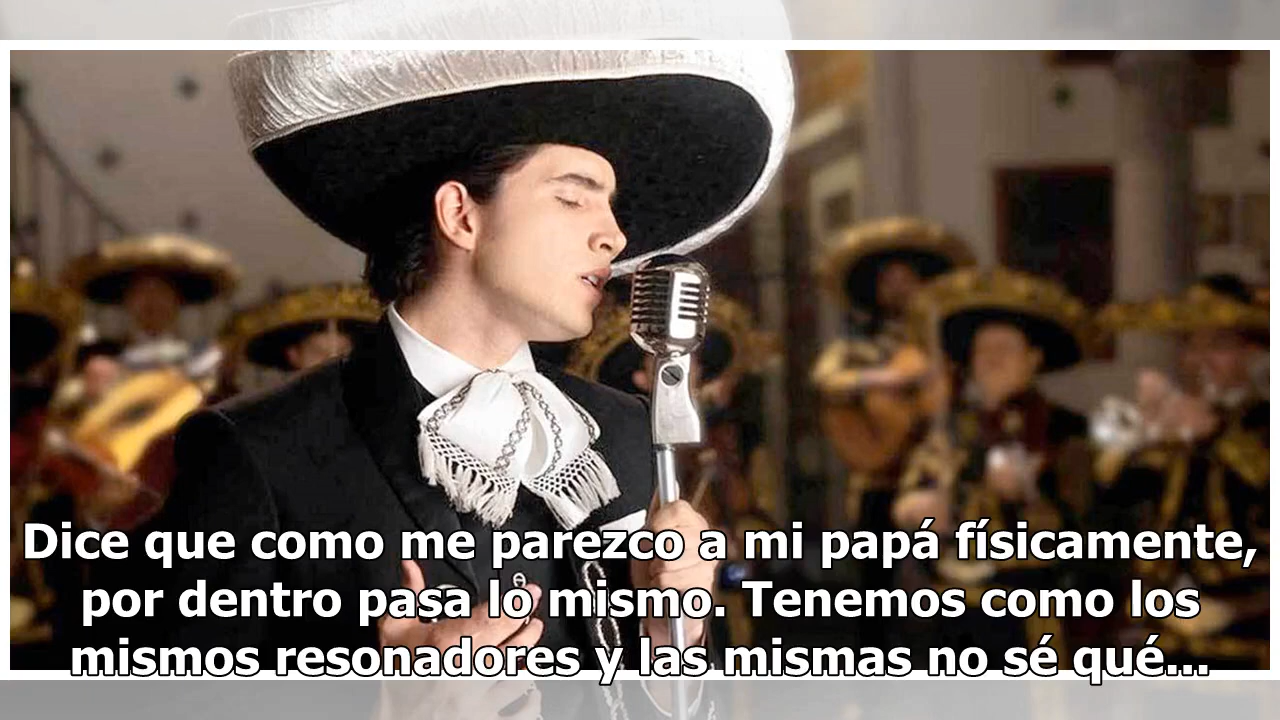 Dice que como me parezco a mi papá físicamente,
por dentro pasa lo mismo. Tenemos como los
mismos resonadores y las mismas no sé qué...